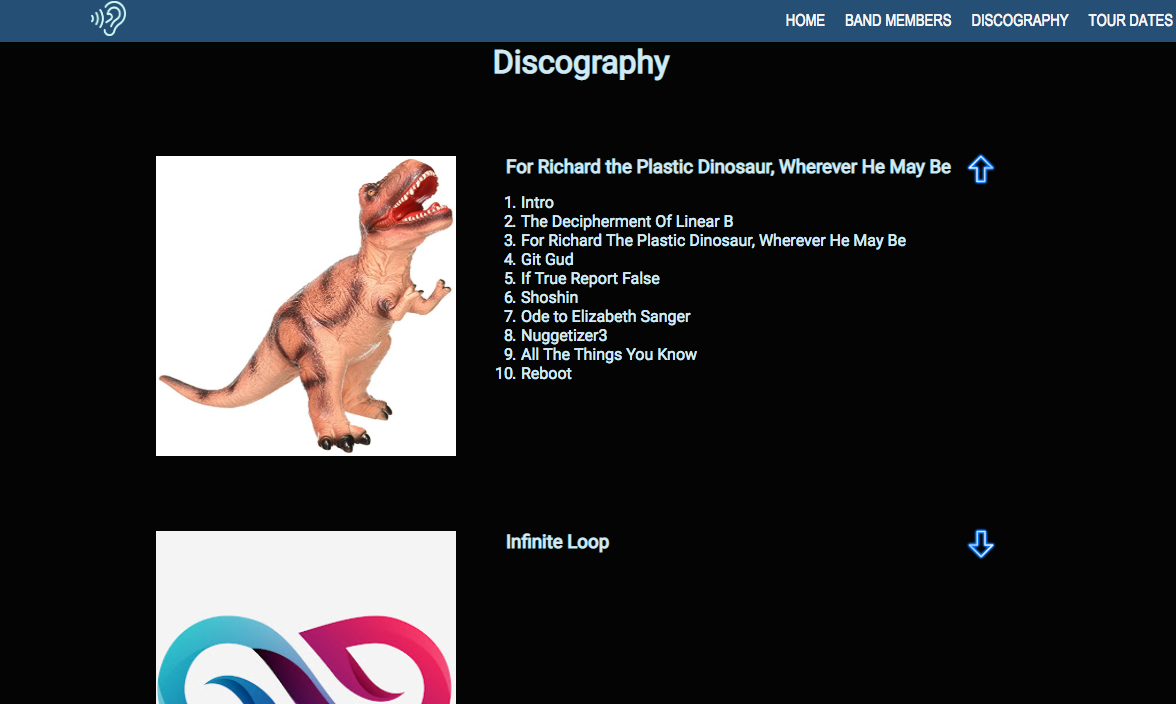 HOME BAND MEMBERS DISCOGRAPHY TOUR DATES
Discography
For Richard the Plastic Dinosaur, Wherever He May Be
1. Intro
2. The Decipherment Of Linear B
3. For Richard The Plastic Dinosaur, Wherever He May Be
4. Git Gud
5. If True Report False
6. Shoshin
7. Ode to Elizabeth Sanger
8. Nuggetizer3
9. All The Things You Know
10. Reboot
Infinite Loop